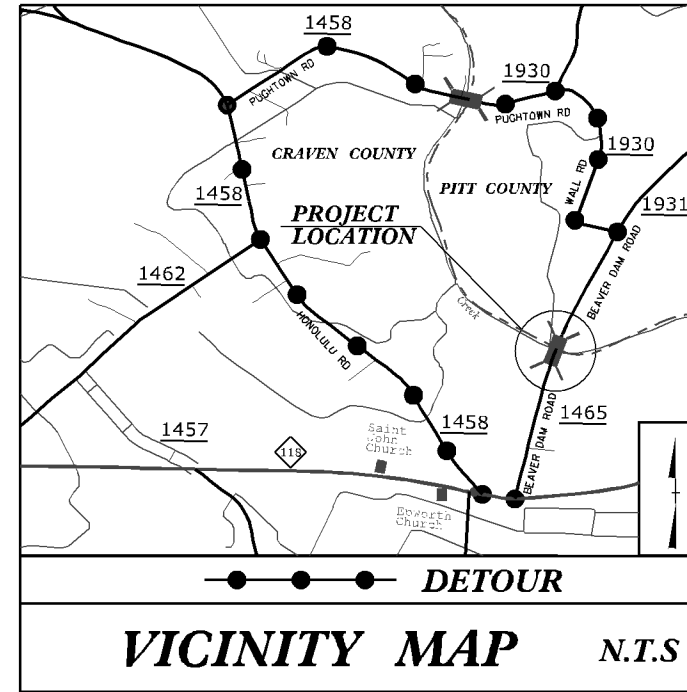 1458
PUGHTOWN RD
1930
PUGHTOWN RD
CRAVEN COUNTY
1930
PITT COUNTY
WALL RD
1458
1931
PROJECT
LOCATION
BEAVER DAM ROAD
1462
Creek
HONOLULU RD
1457
118
Saint
John
Church
1458
1465
BEAVER DAM ROAD
Epworth
Church
DETOUR
VICINITY MAP
N.T.S